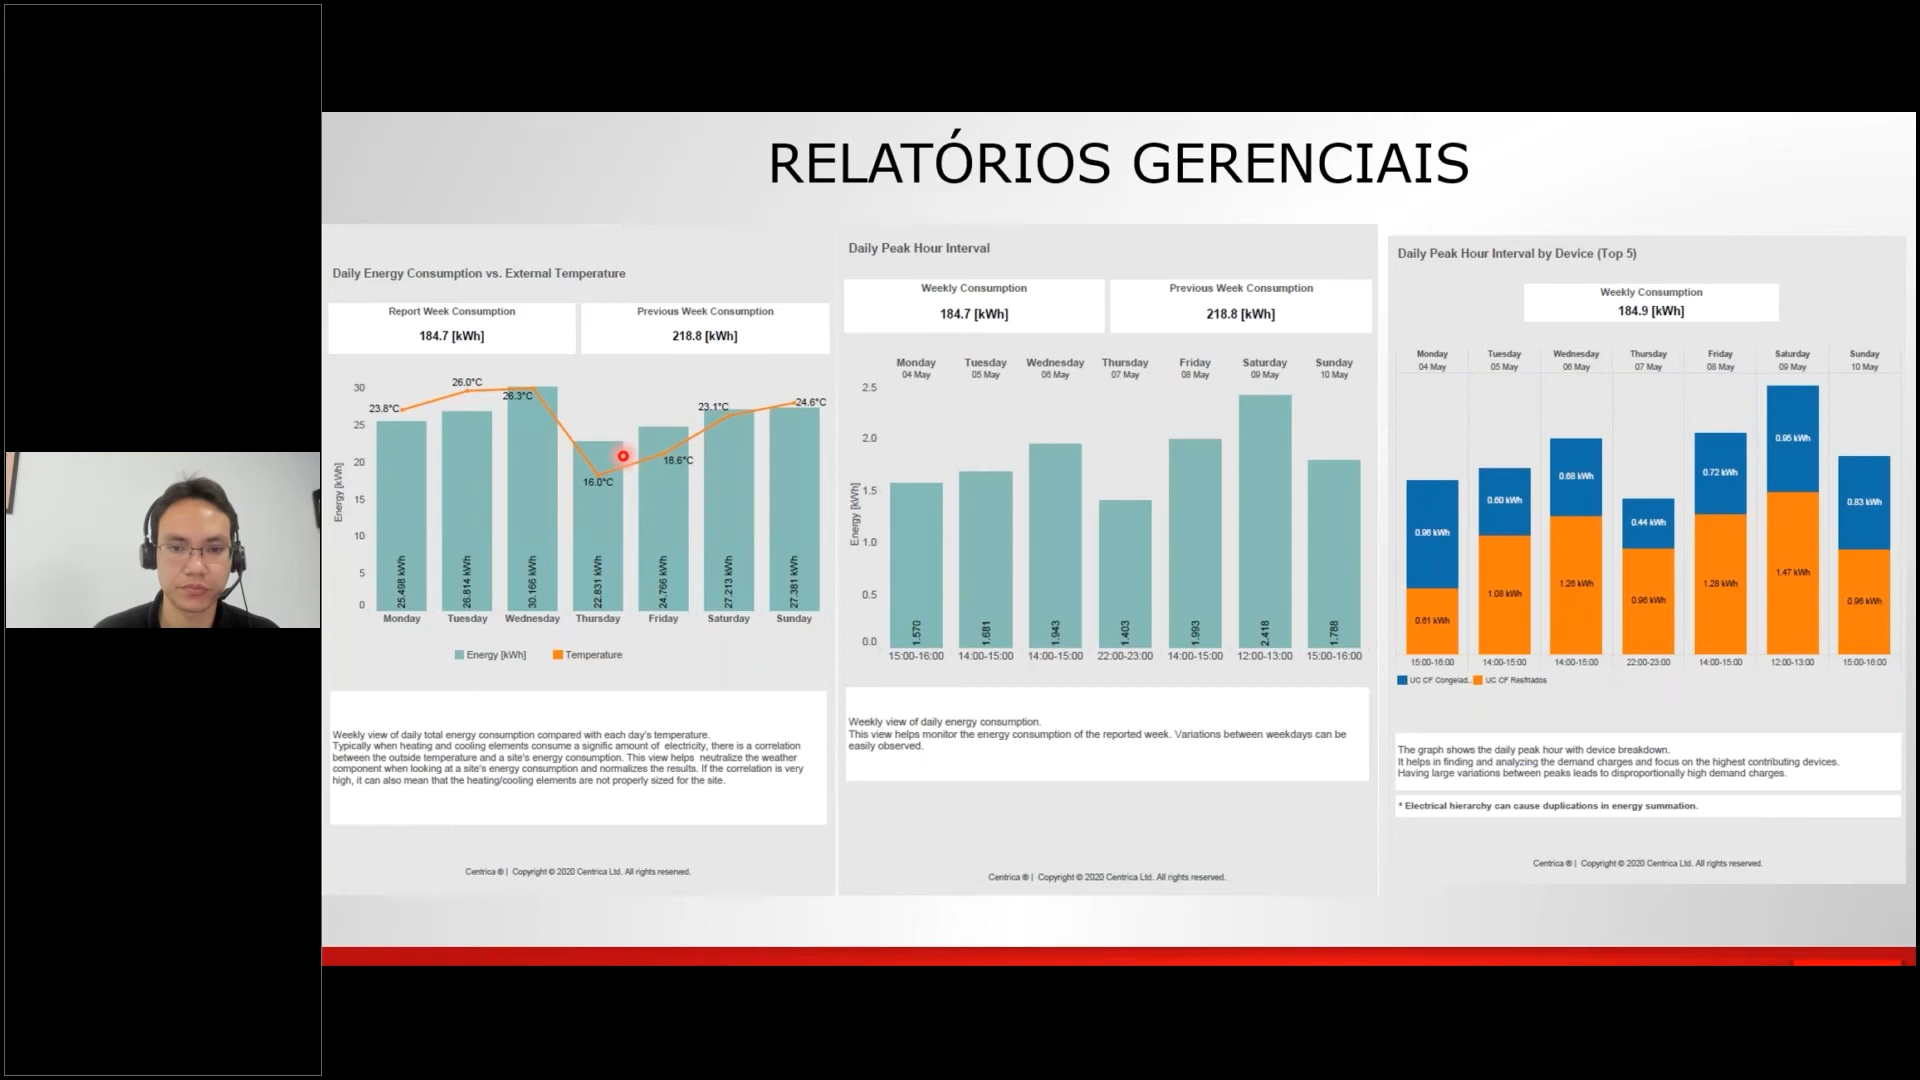 RELATÓRIOS GERENCIAIS
Daily Energy Consumption vs. External Temperature
Report Week Consumption
184.7 [kWh]
Previous Week Consumption
218.8 [kWh]
30
25
20
15
10
5
0
Energy [kWh]
23.8°C
26.0°C
26.3°C
16.0°C
18.6°C
23.1°C
24.6°C
25.498 kWh
26.814 kWh
30.166 kWh
22.831 kWh
24.766 kWh
27.213 kWh
27.381 kWh
Monday Tuesday Wednesday Thursday Friday Saturday Sunday
Energy [kWh] Temperature
Weekly view of daily total energy consumption compared with each day's temperature.
Typically when heating and cooling elements consume a signific amount of electricity, there is a correlation
between the outside temperature and a site's energy consumption. This view helps neutralize the weather
component when looking at a site's energy consumption and normalizes the results. If the correlation is very
high, it can also mean that the heating/cooling elements are not properly sized for the site.
Centrica ® | Copyright © 2020 Centrica Ltd. All rights reserved.
Daily Peak Hour Interval
Weekly Consumption
184.7 [kWh]
Previous Week Consumption
218.8 [kWh]
Monday Tuesday Wednesday Thursday Friday Saturday Sunday
04 May 05 May 06 May 07 May 08 May 09 May 10 May
2.5
2.0
1.5
1.0
0.5
0.0
Energy [kWh]
1.570
1.681
1.943
1.403
1.993
2.418
1.788
15:00-16:00 14:00-15:00 14:00-15:00 22:00-23:00 14:00-15:00 12:00-13:00 15:00-16:00
Weekly view of daily energy consumption.
This view helps monitor the energy consumption of the reported week. Variations between weekdays can be
easily observed.
Centrica ® | Copyright © 2020 Centrica Ltd. All rights reserved.
Daily Peak Hour Interval by Device (Top 5)
Weekly Consumption
184.9 [kWh]
Monday Tuesday Wednesday Thursday Friday Saturday Sunday
04 May 05 May 06 May 07 May 08 May 09 May 10 May
0.96 kWh
0.60 kWh
0.68 kWh
0.44 kWh
0.72 kWh
0.95 kWh
0.83 kWh
0.61 kWh
1.08 kWh
1.26 kWh
0.96 kWh
1.28 kWh
1.47 kWh
0.96 kWh
15:00-16:00 14:00-15:00 14:00-15:00 22:00-23:00 14:00-15:00 12:00-13:00 15:00-16:00
UC CF Congelad.. UC CF Resfriados
The graph shows the daily peak hour with device breakdown.
It helps in finding and analyzing the demand charges and focus on the highest contributing devices.
Having large variations between peaks leads to disproportionally high demand charges.
* Electrical hierarchy can cause duplications in energy summation.
Centrica ® | Copyright © 2020 Centrica Ltd. All rights reserved.